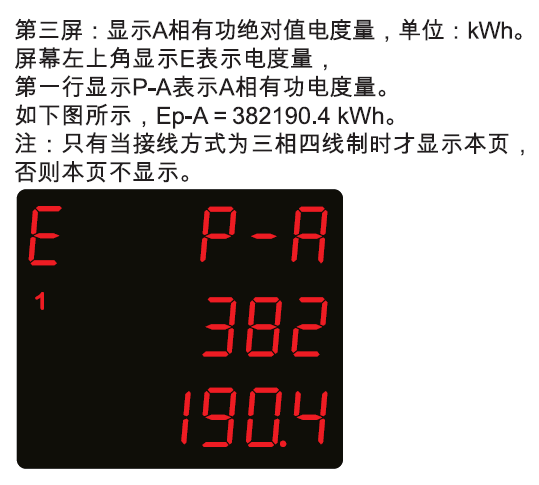 第三屏：显示A相有功绝对值电度量，单位：kWh。
屏幕左上角显示E表示电度量，
第一行显示P-A表示A相有功电度量。
如下图所示，Ep-A = 382190.4 kWh。
注：只有当接线方式为三相四线制时才显示本页，
否则本页不显示。
E P-A
1 382
190.4